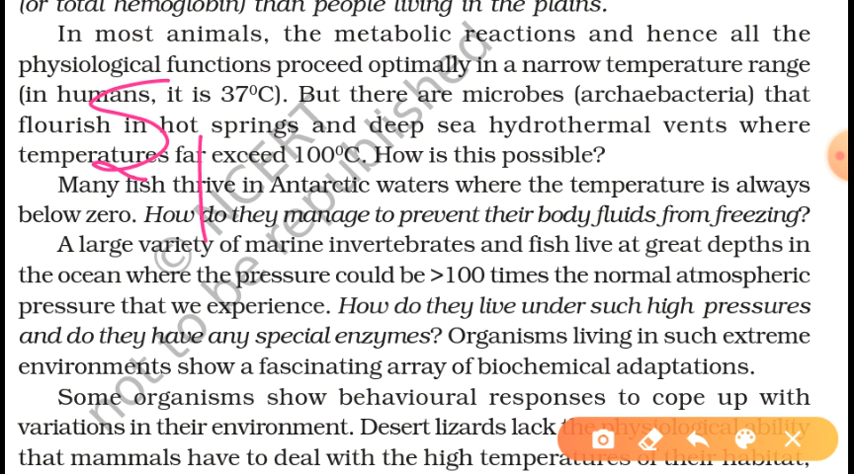 (or total hemoglobin) than people living in the plains.
In most animals, the metabolic reactions and hence all the
physiological functions proceed optimally in a narrow temperature range
(in humans, it is 37⁰C). But there are microbes (archaebacteria) that
flourish in hot springs and deep sea hydrothermal vents where
temperatures far exceed 100⁰C. How is this possible?
Many fish thrive in Antarctic waters where the temperature is always
below zero. How do they manage to prevent their body fluids from freezing?
A large variety of marine invertebrates and fish live at great depths in
the ocean where the pressure could be >100 times the normal atmospheric
pressure that we experience. How do they live under such high pressures
and do they have any special enzymes? Organisms living in such extreme
environments show a fascinating array of biochemical adaptations.
Some organisms show behavioural responses to cope up with
variations in their environment. Desert lizards lack the physiological ability
that mammals have to deal with the high temperatures of their habitat,
© NCERT
not to be republished